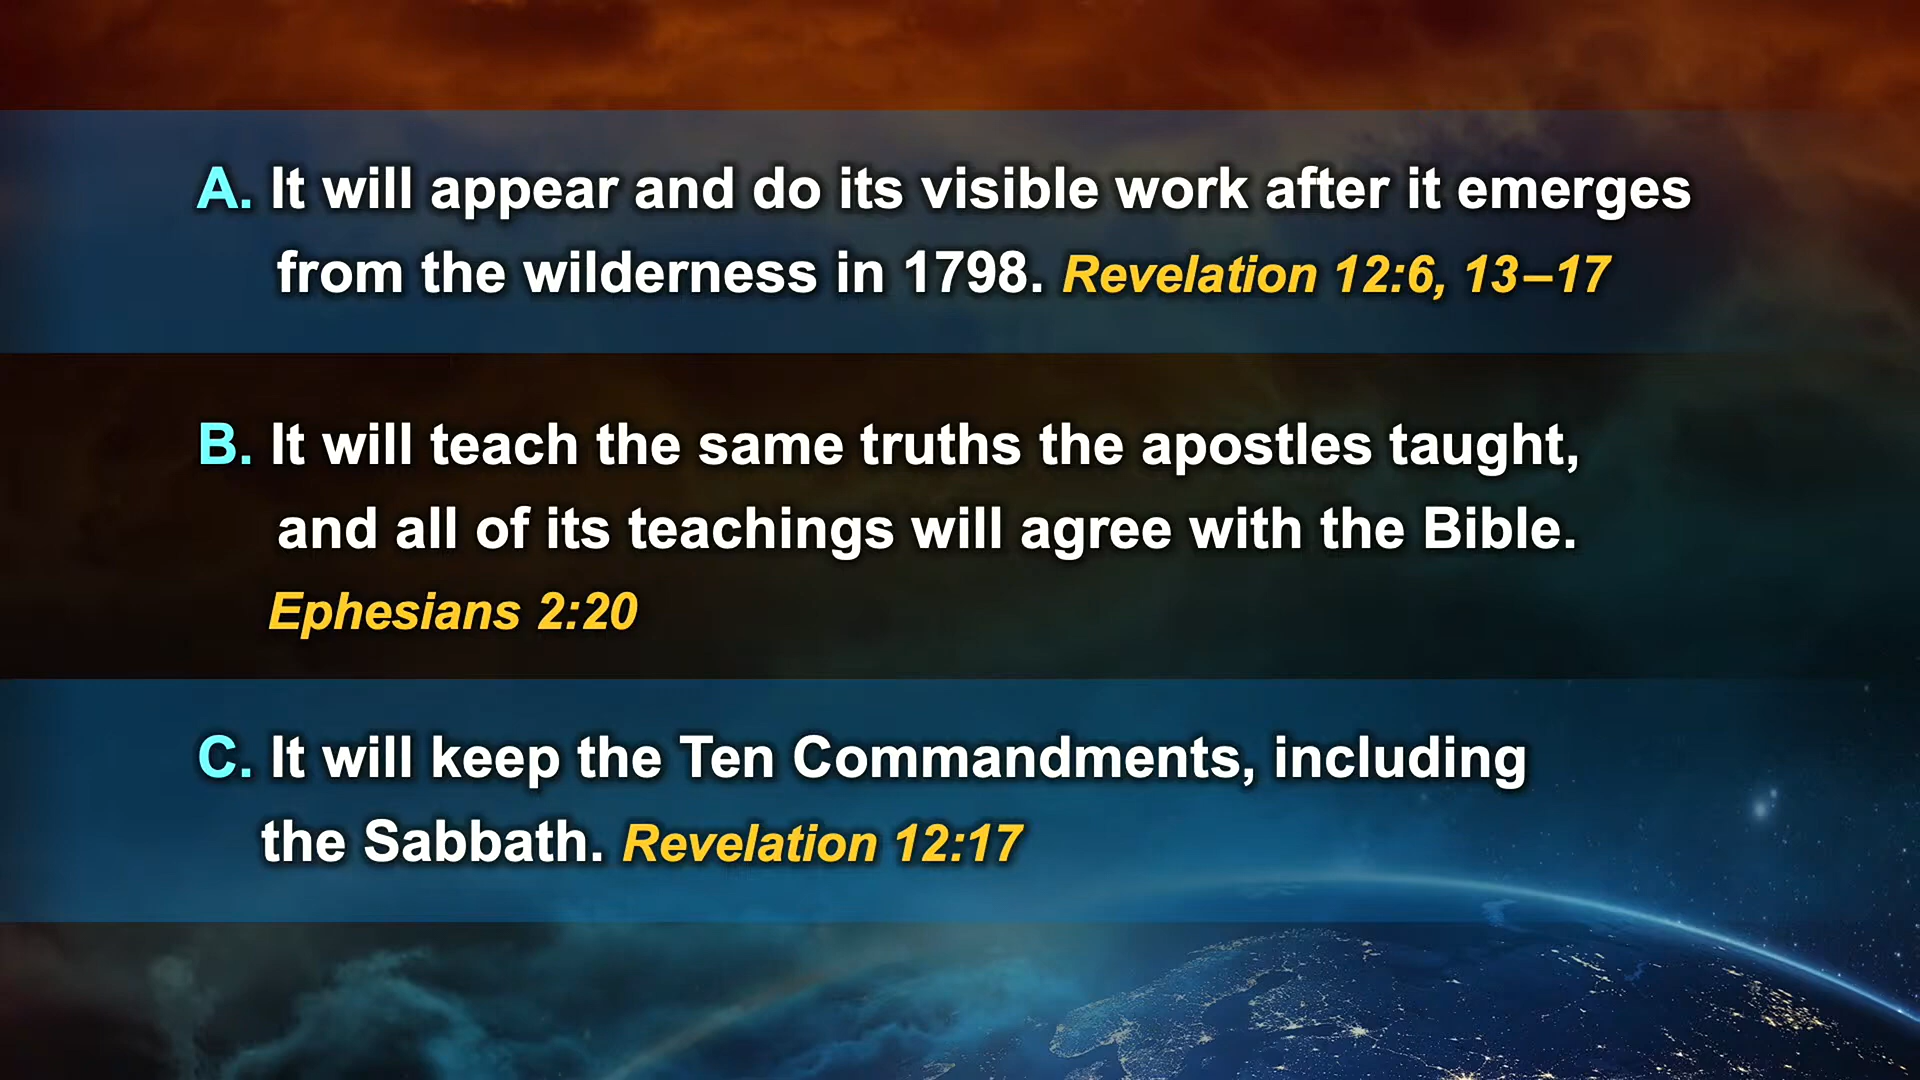 A. It will appear and do its visible work after it emerges
from the wilderness in 1798. Revelation 12:6, 13–17
B. It will teach the same truths the apostles taught,
and all of its teachings will agree with the Bible.
Ephesians 2:20
C. It will keep the Ten Commandments, including
the Sabbath. Revelation 12:17